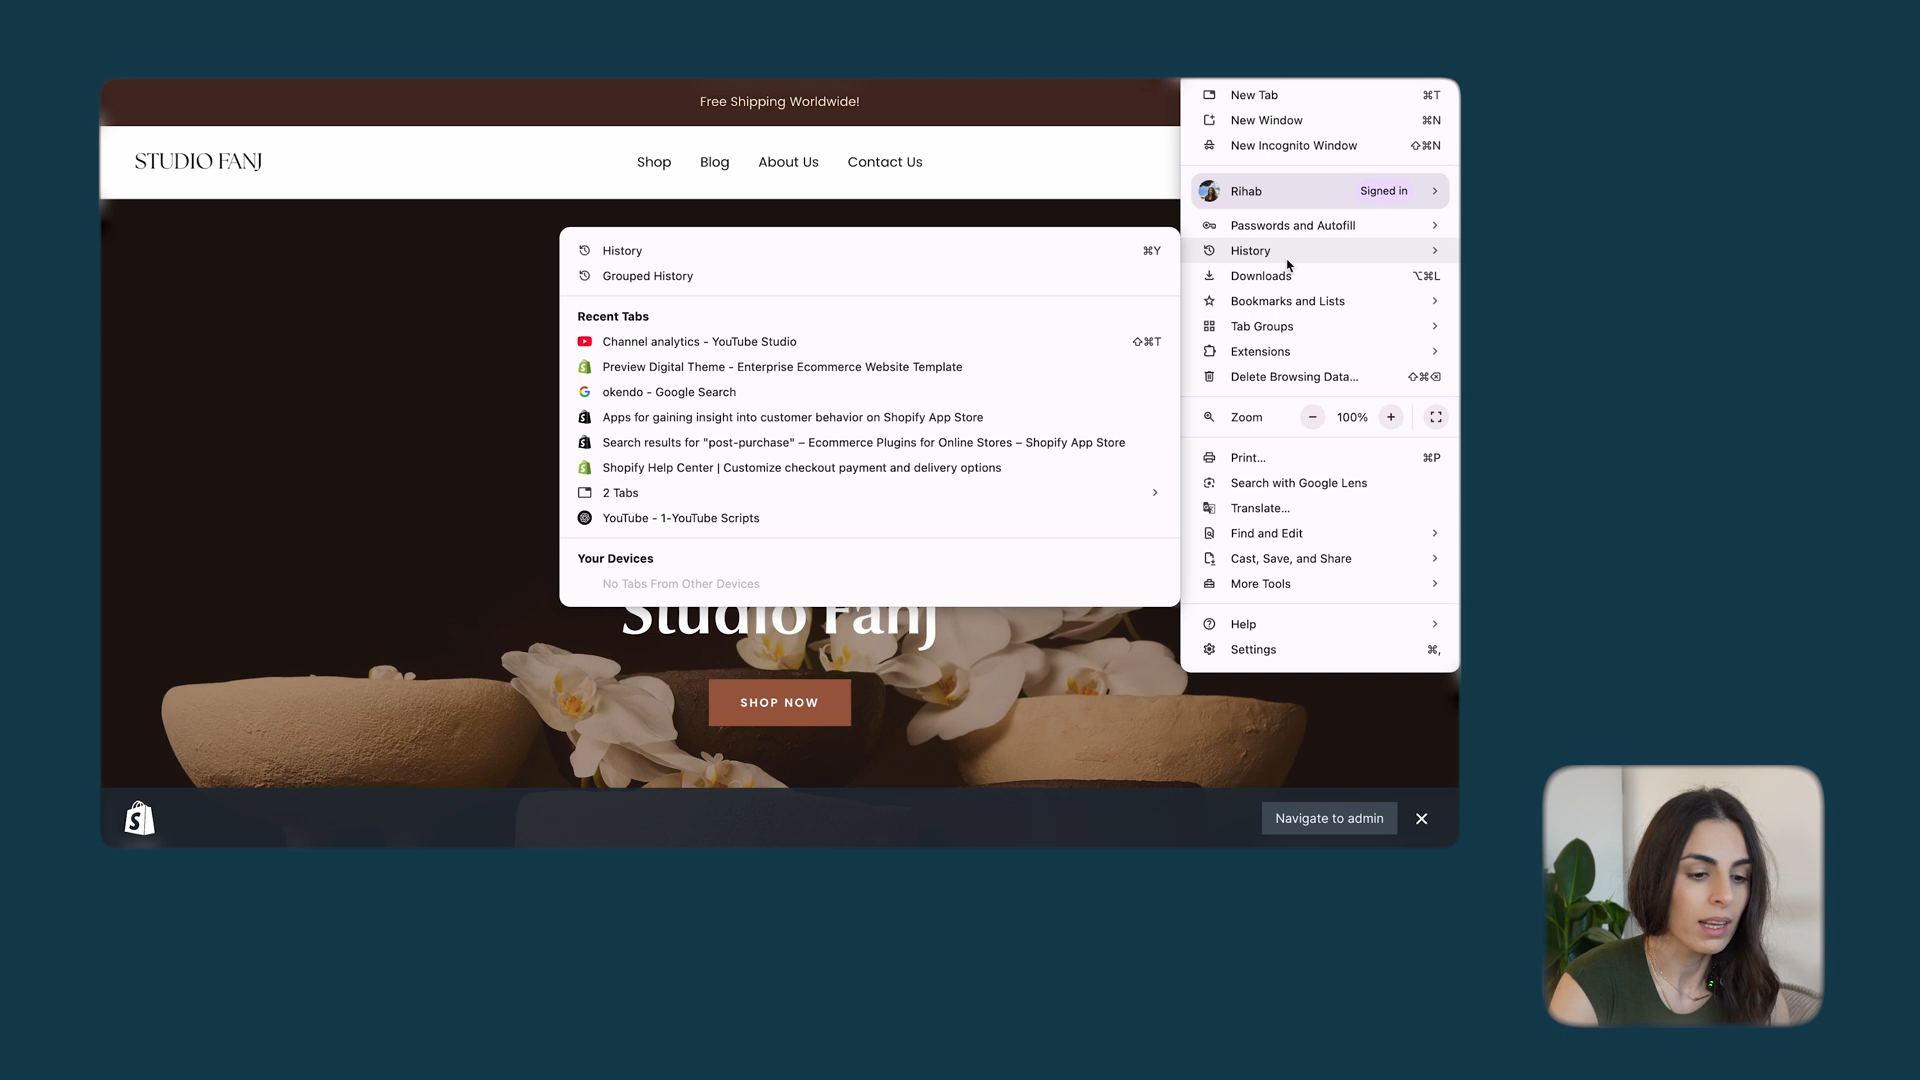 Free Shipping Worldwide!
STUDIO FANJ
Shop
Blog
About Us
Contact Us
New Tab ⌘T
New Window ⌘N
New Incognito Window ⇧⌘N
Rihab Signed in
Passwords and Autofill
History
Downloads ⌥⌘L
Bookmarks and Lists
Tab Groups
Extensions
Delete Browsing Data... ⇧⌘⌫
Zoom − 100% +
Print... ⌘P
Search with Google Lens
Translate...
Find and Edit
Cast, Save, and Share
More Tools
Help
Settings ⌘,
History ⌘Y
Grouped History
Recent Tabs
Channel analytics - YouTube Studio ⇧⌘T
Preview Digital Theme - Enterprise Ecommerce Website Template
okendo - Google Search
Apps for gaining insight into customer behavior on Shopify App Store
Search results for "post-purchase" – Ecommerce Plugins for Online Stores – Shopify App Store
Shopify Help Center | Customize checkout payment and delivery options
2 Tabs
YouTube - 1-YouTube Scripts
Your Devices
No Tabs From Other Devices
Studio Fanj
SHOP NOW
Navigate to admin